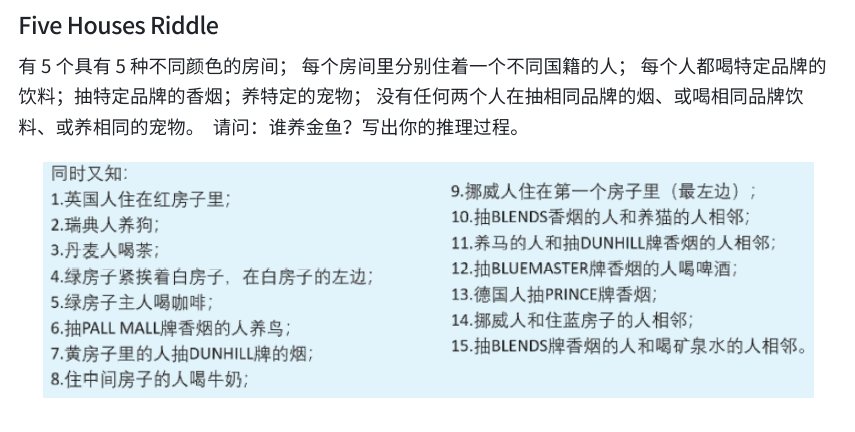 Five Houses Riddle
有 5 个具有 5 种不同颜色的房间； 每个房间里分别住着一个不同国籍的人； 每个人都喝特定品牌的
饮料；抽特定品牌的香烟；养特定的宠物； 没有任何两个人在抽相同品牌的烟、或喝相同品牌饮
料、或养相同的宠物。 请问：谁养金鱼？写出你的推理过程。
同时又知:
1.英国人住在红房子里;
2.瑞典人养狗;
3.丹麦人喝茶;
4.绿房子紧挨着白房子，在白房子的左边;
5.绿房子主人喝咖啡;
6.抽PALL MALL牌香烟的人养鸟;
7.黄房子里的人抽DUNHILL牌的烟;
8.住中间房子的人喝牛奶;
9.挪威人住在第一个房子里（最左边）;
10.抽BLENDS香烟的人和养猫的人相邻;
11.养马的人和抽DUNHILL牌香烟的人相邻;
12.抽BLUEMASTER牌香烟的人喝啤酒;
13.德国人抽PRINCE牌香烟;
14.挪威人和住蓝房子的人相邻;
15.抽BLENDS牌香烟的人和喝矿泉水的人相邻。